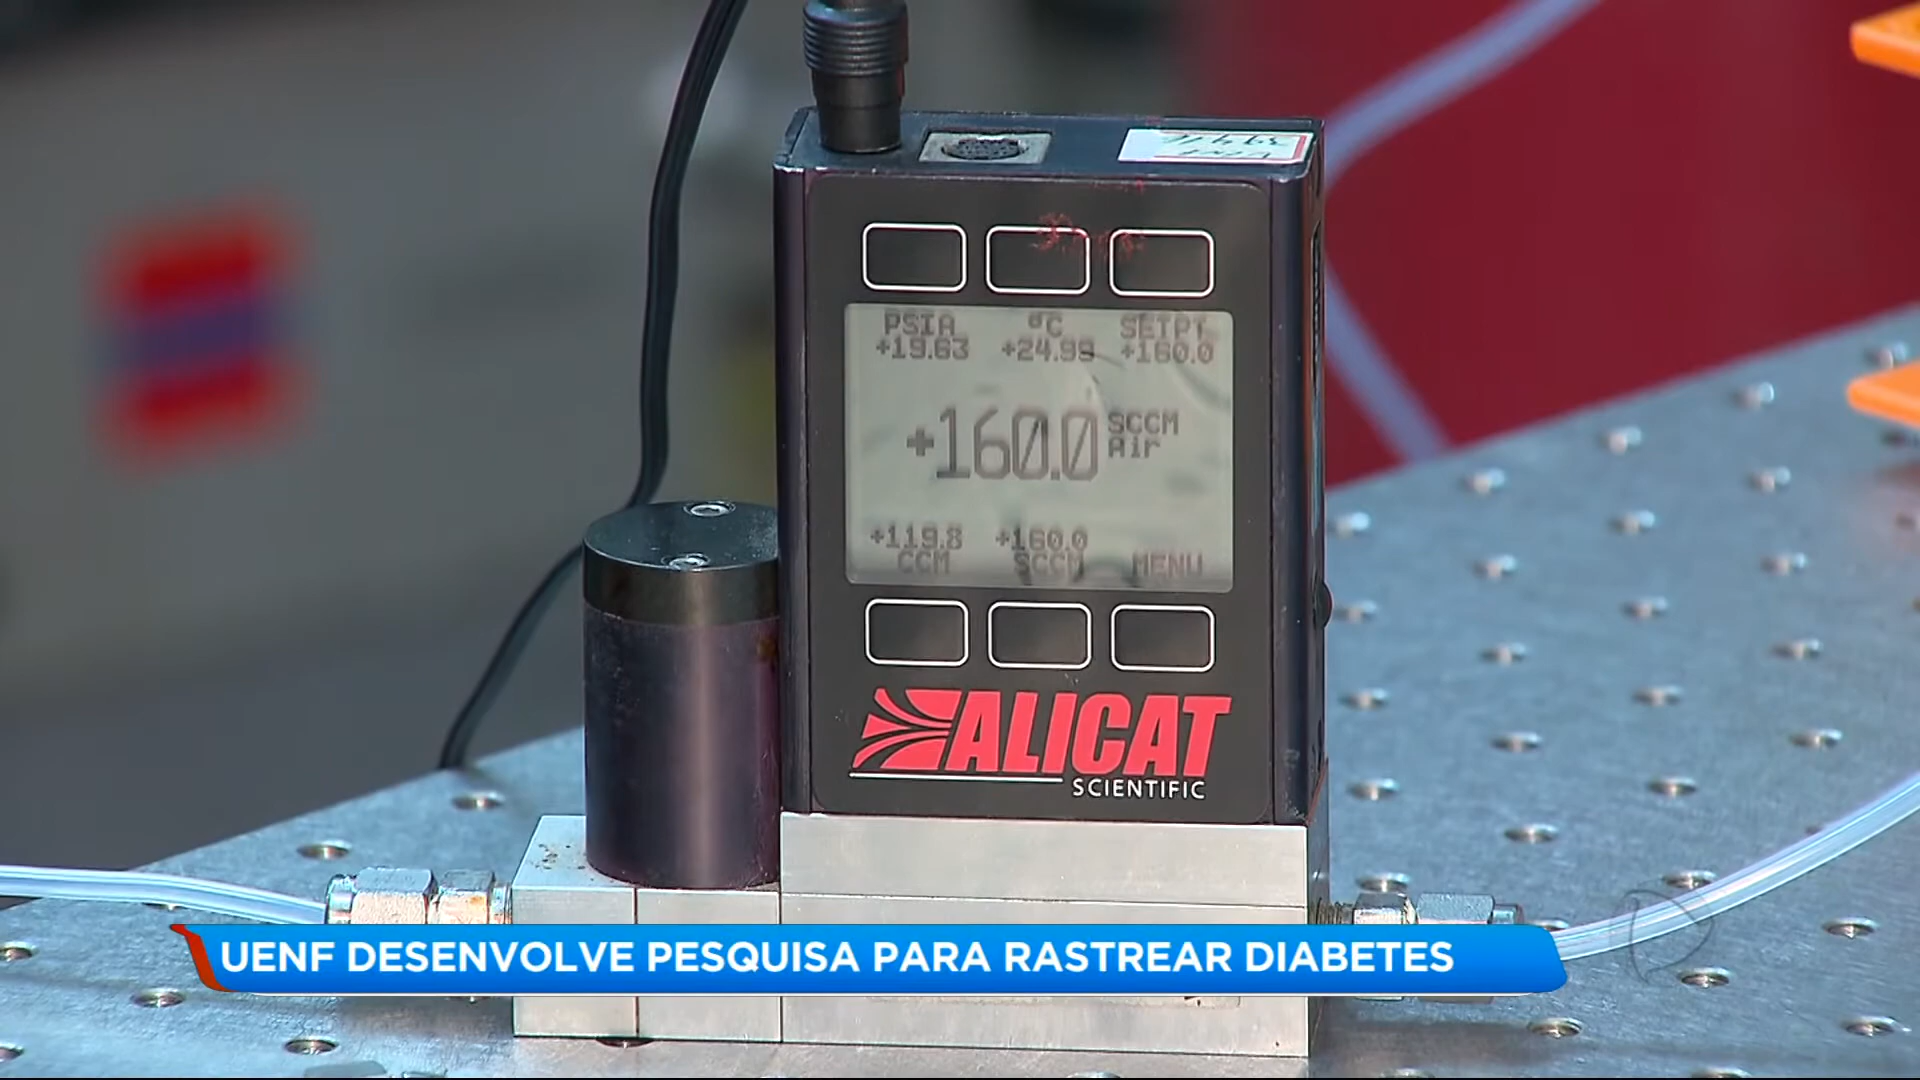 PSIA °C SETPT
+19.63 +24.99 +160.0
+160.0 SCCM
Air
+119.8 +160.0
CCM SCCM MENU
ALICAT
SCIENTIFIC
UENF DESENVOLVE PESQUISA PARA RASTREAR DIABETES